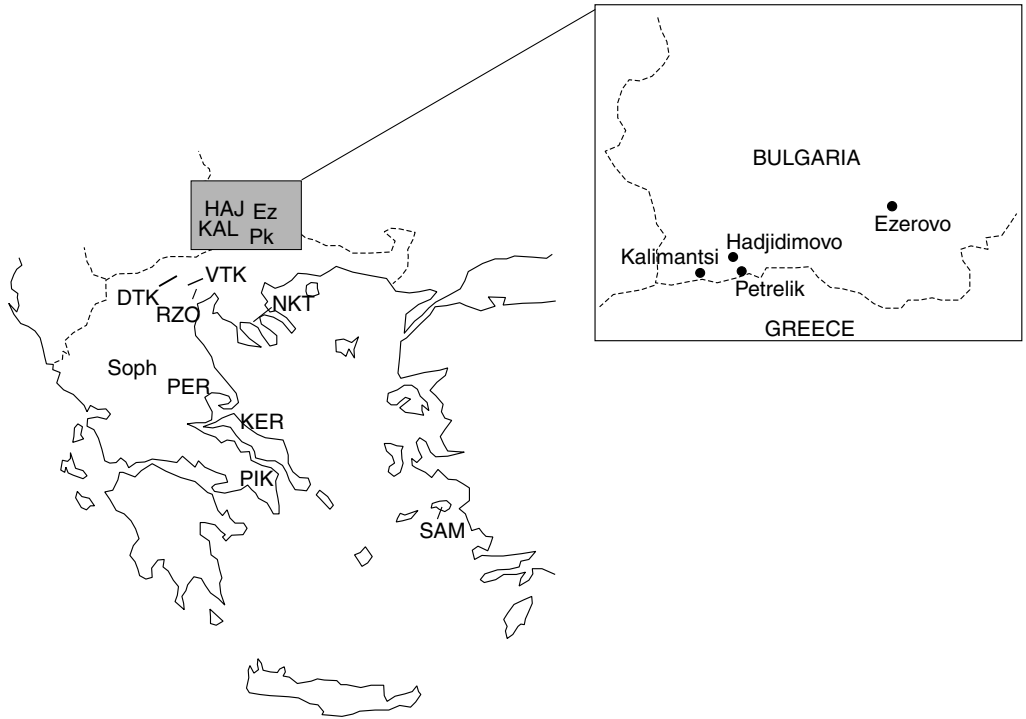 HAJ Ez
KAL Pk
VTK
DTK
RZO
NKT
Soph
PER
KER
PIK
SAM
BULGARIA
Ezerovo
Hadjidimovo
Kalimantsi
Petrelik
GREECE